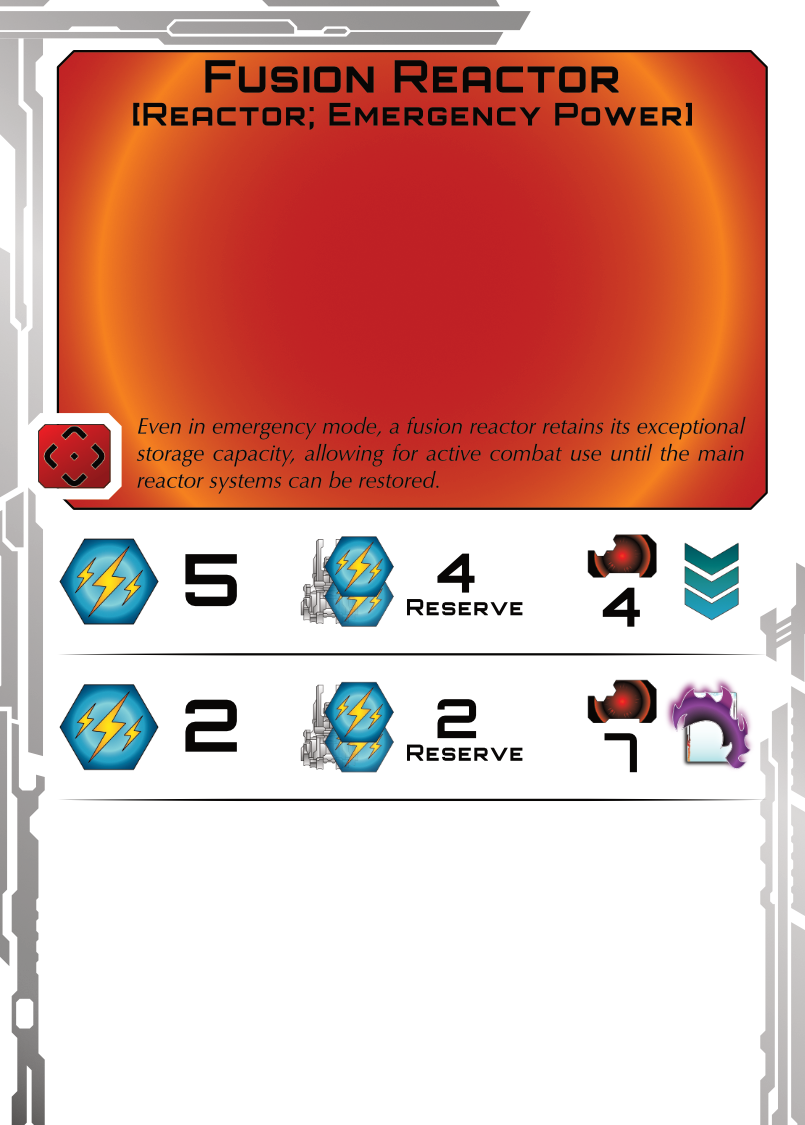 Fusion Reactor
[Reactor; Emergency Power]
Even in emergency mode, a fusion reactor retains its exceptional
storage capacity, allowing for active combat use until the main
reactor systems can be restored.
5 4 4
Reserve
2 2 7
Reserve